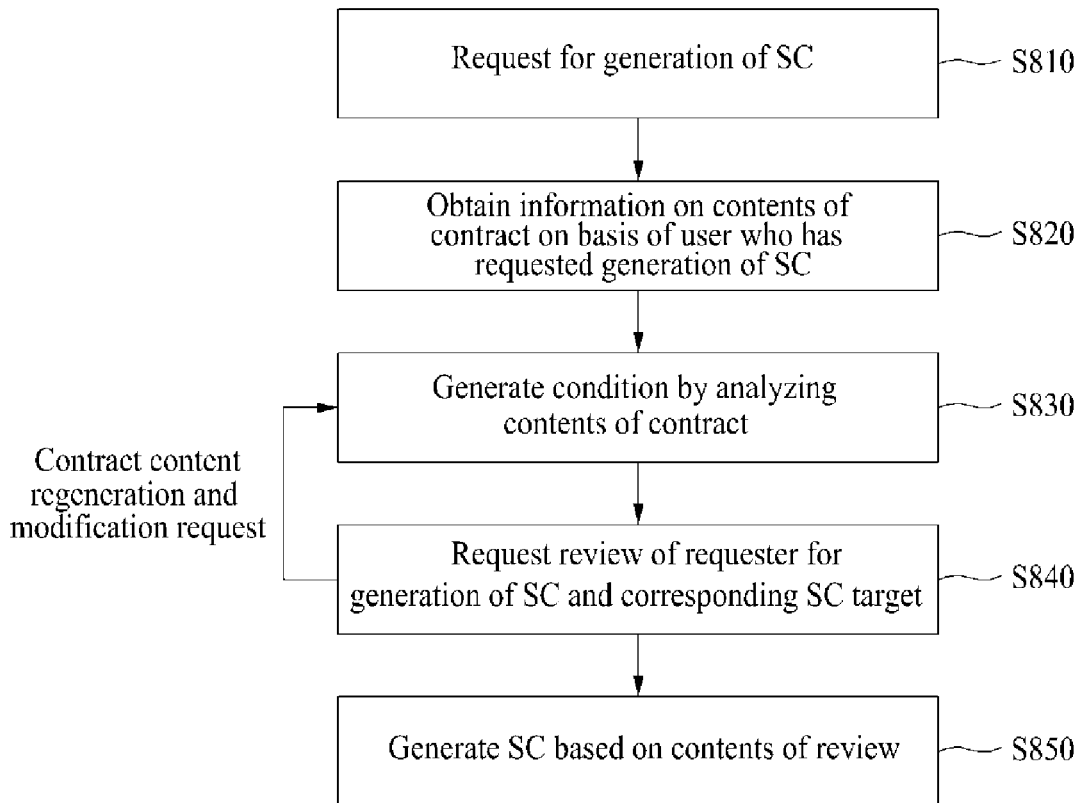 Request for generation of SC
S810
Obtain information on contents of
contract on basis of user who has
requested generation of SC
S820
Generate condition by analyzing
contents of contract
S830
Contract content
regeneration and
modification request
Request review of requester for
generation of SC and corresponding SC target
S840
Generate SC based on contents of review
S850